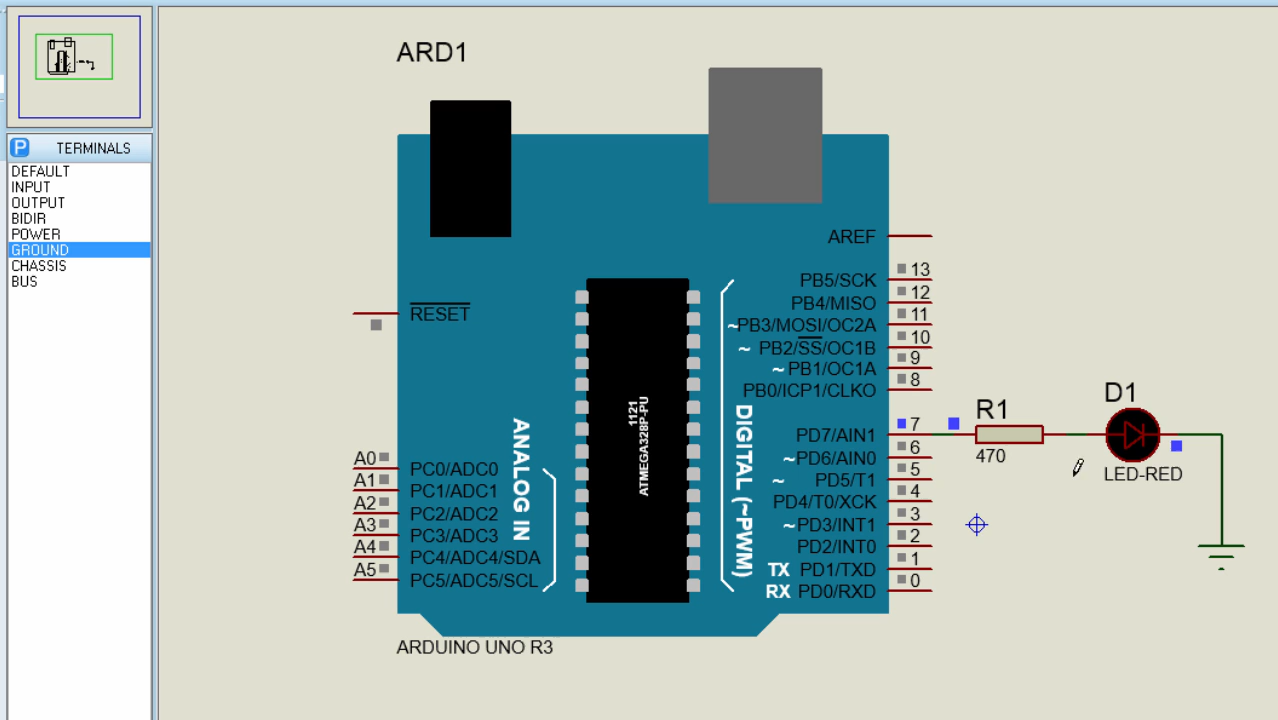 ARD1
P TERMINALS
DEFAULT
INPUT
OUTPUT
BIDIR
POWER
GROUND
CHASSIS
BUS
RESET
AREF
PB5/SCK 13
PB4/MISO 12
~PB3/MOSI/OC2A 11
~ PB2/SS/OC1B 10
~ PB1/OC1A 9
PB0/ICP1/CLKO 8
PD7/AIN1 7
~PD6/AIN0 6
~ PD5/T1 5
PD4/T0/XCK 4
~PD3/INT1 3
PD2/INT0 2
TX PD1/TXD 1
RX PD0/RXD 0
A0 PC0/ADC0
A1 PC1/ADC1
A2 PC2/ADC2
A3 PC3/ADC3
A4 PC4/ADC4/SDA
A5 PC5/ADC5/SCL
ANALOG IN
1121
ATMEGA328P-PU
DIGITAL (~PWM)
R1
470
D1
LED-RED
ARDUINO UNO R3